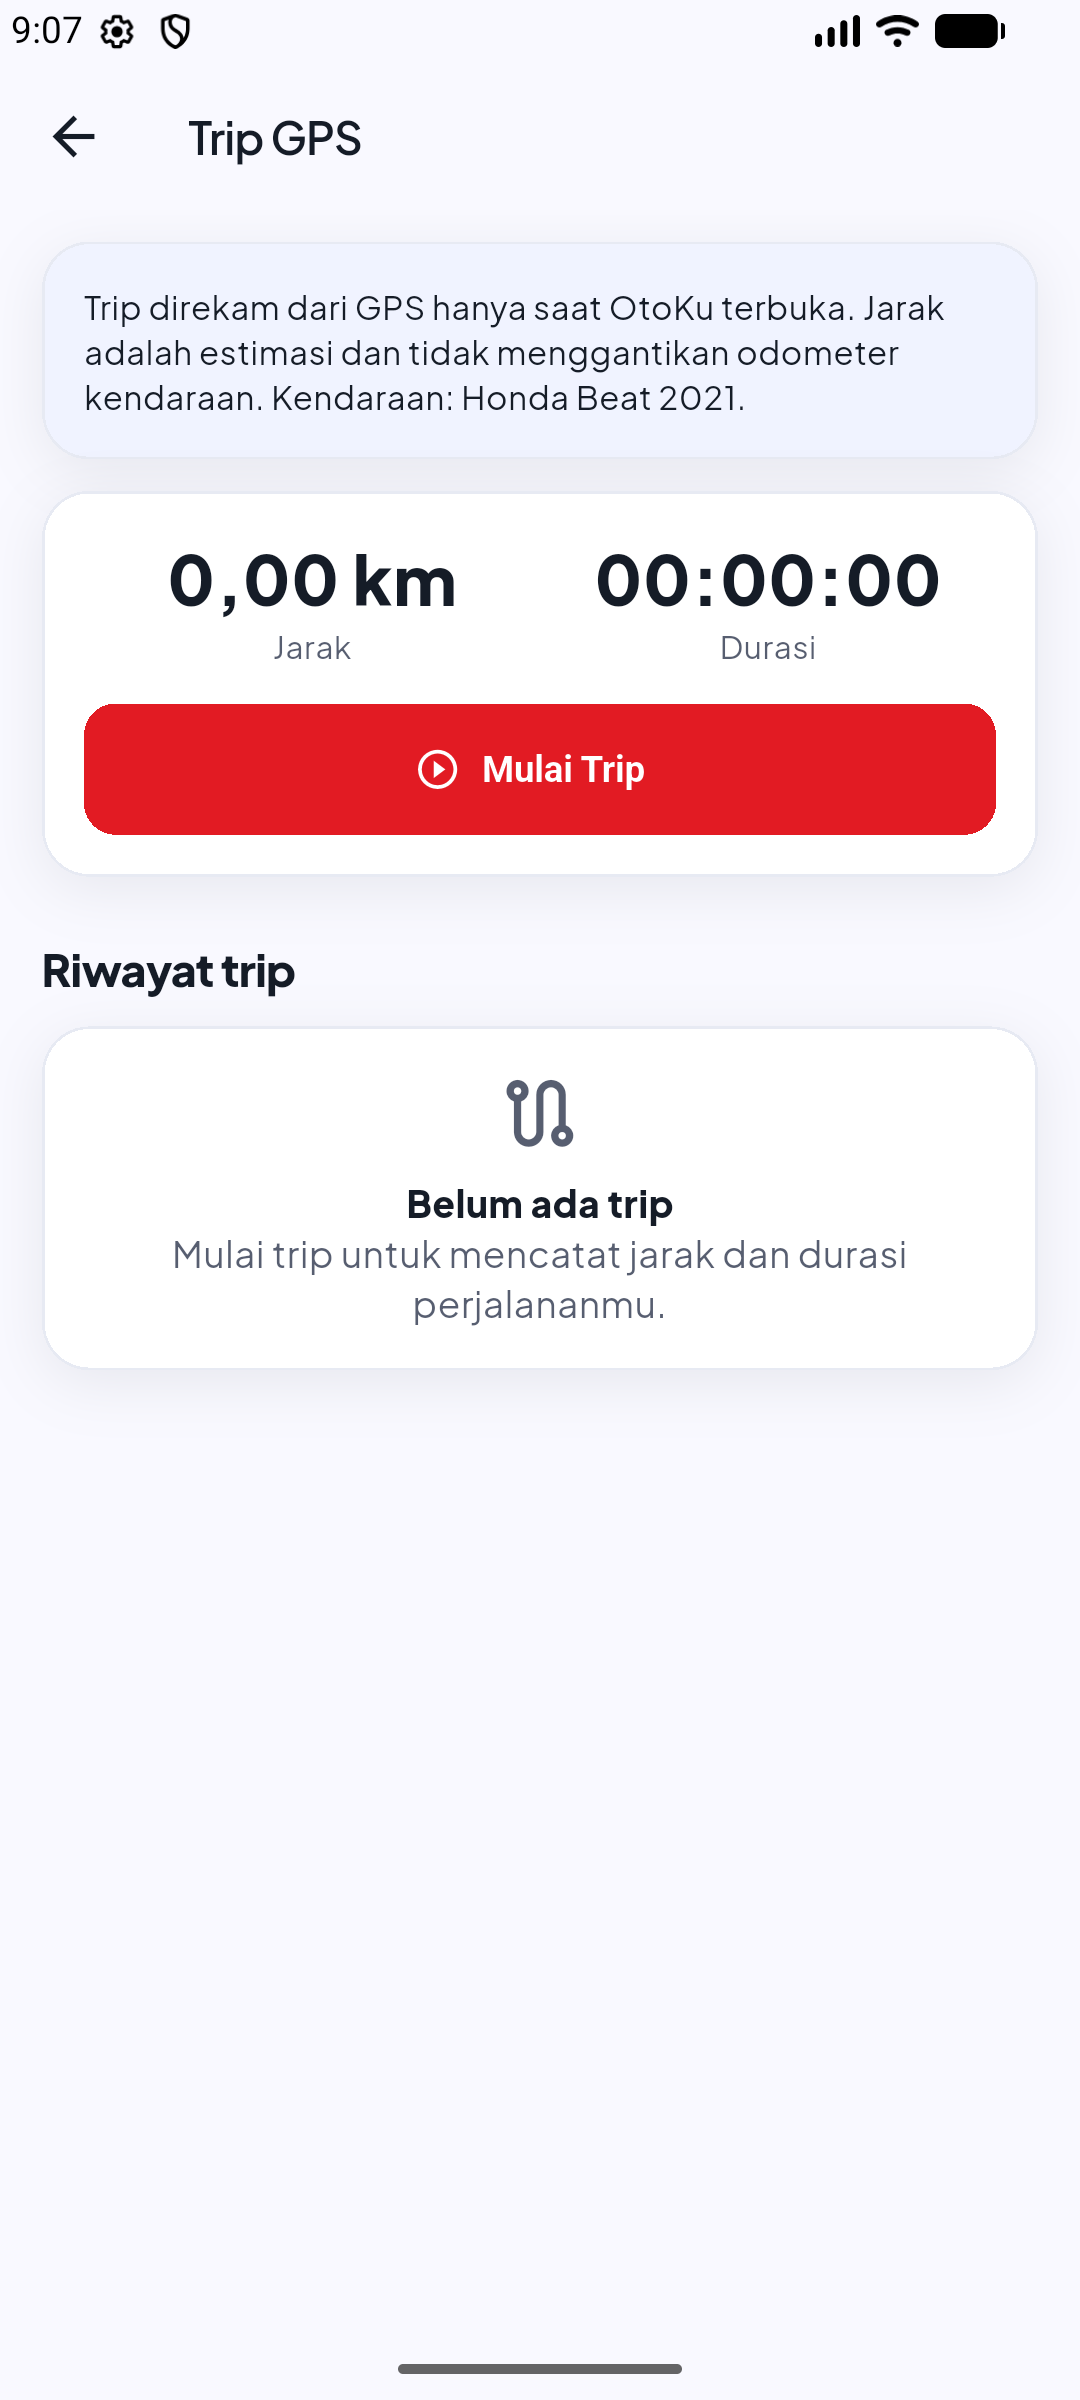 9:07
Trip GPS
Trip direkam dari GPS hanya saat OtoKu terbuka. Jarak
adalah estimasi dan tidak menggantikan odometer
kendaraan. Kendaraan: Honda Beat 2021.
0,00 km
00:00:00
Jarak
Durasi
Mulai Trip
Riwayat trip
Belum ada trip
Mulai trip untuk mencatat jarak dan durasi
perjalananmu.